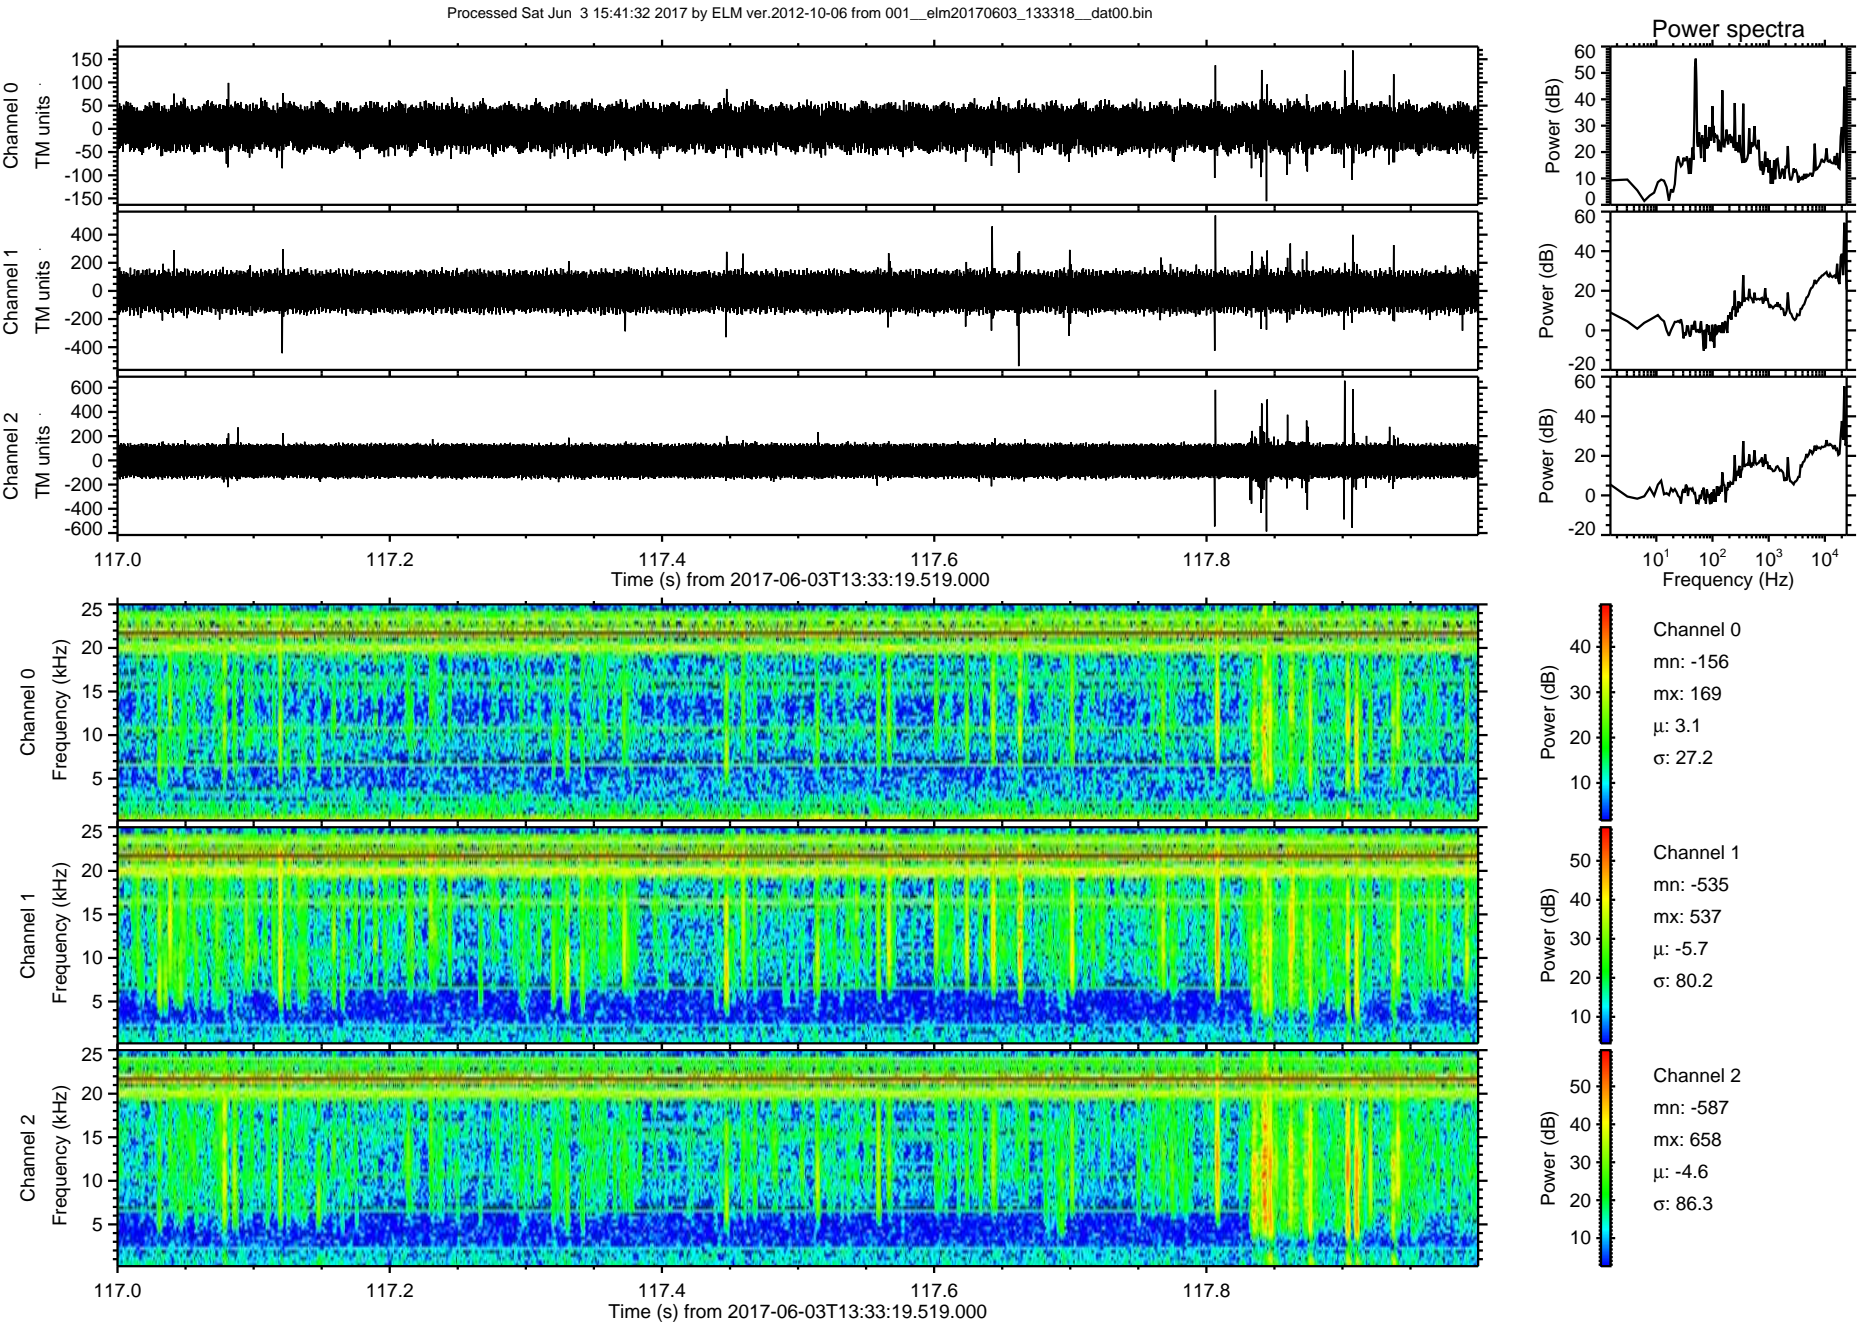 Processed Sat Jun  3 15:41:32 2017 by ELM ver.2012-10-06 from 001__elm20170603_133318__dat00.bin
Power spectra
Channel 0
TM units
150
100
50
0
-50
-100
-150
Power (dB)
60
50
40
30
20
10
0
Channel 1
TM units
400
200
0
-200
-400
Power (dB)
60
40
20
0
-20
Channel 2
TM units
600
400
200
0
-200
-400
-600
Power (dB)
60
40
20
0
-20
117.0 117.2 117.4 117.6 117.8
Time (s) from 2017-06-03T13:33:19.519.000
10¹ 10² 10³ 10⁴
Frequency (Hz)
Channel 0
Frequency (kHz)
25
20
15
10
5
Power (dB)
40
30
20
10
Channel 0
mn: -156
mx: 169
μ: 3.1
σ: 27.2
Channel 1
Frequency (kHz)
25
20
15
10
5
Power (dB)
50
40
30
20
10
Channel 1
mn: -535
mx: 537
μ: -5.7
σ: 80.2
Channel 2
Frequency (kHz)
25
20
15
10
5
Power (dB)
50
40
30
20
10
Channel 2
mn: -587
mx: 658
μ: -4.6
σ: 86.3
117.0 117.2 117.4 117.6 117.8
Time (s) from 2017-06-03T13:33:19.519.000